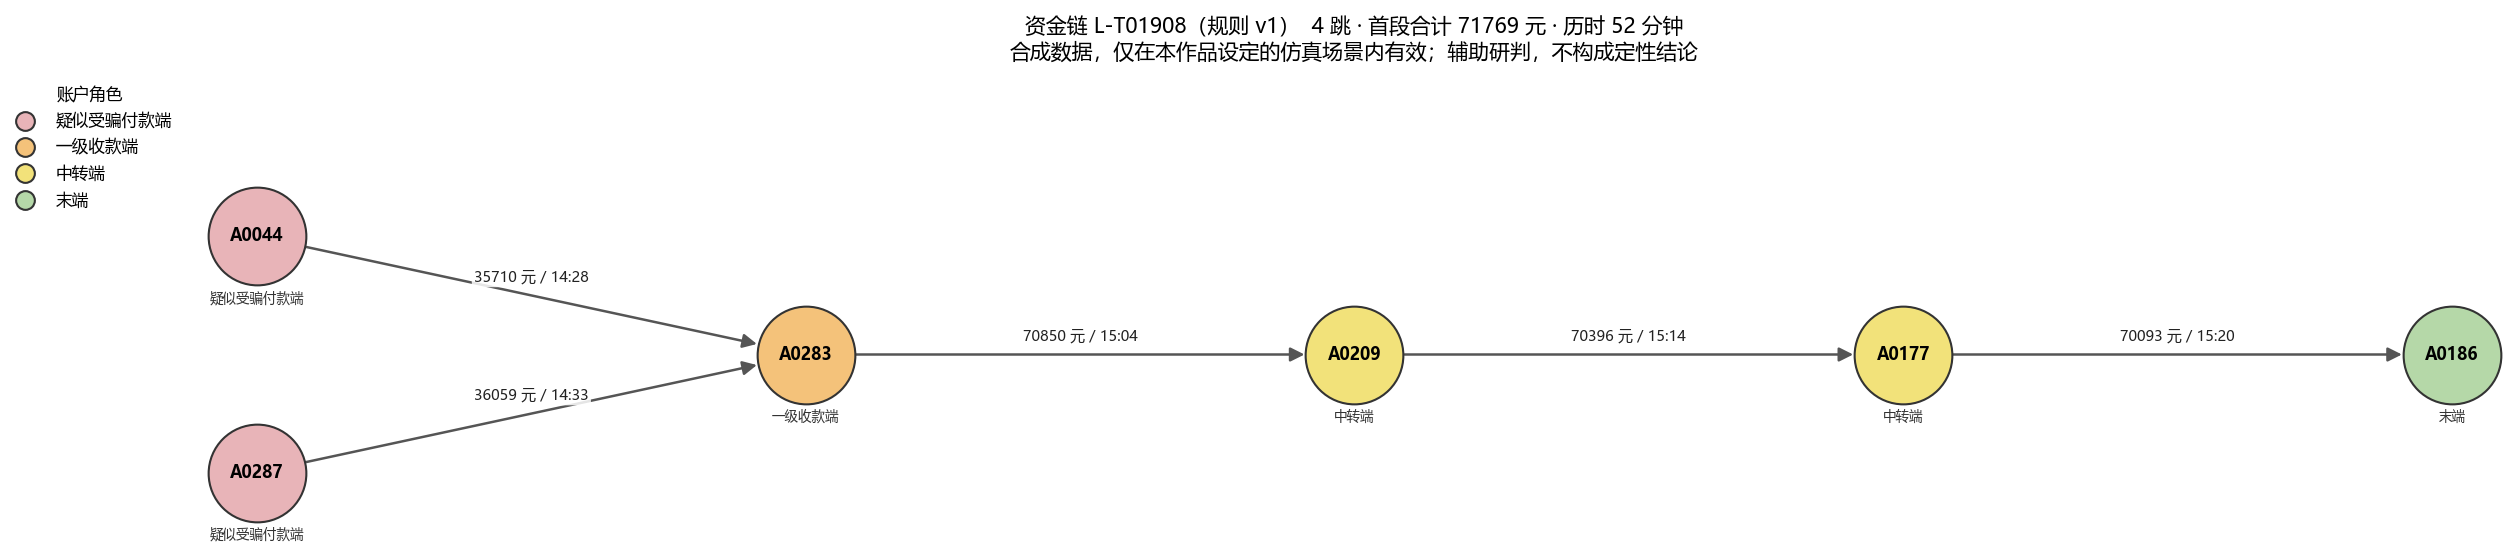 资金链 L-T01908（规则 v1） 4 跳 · 首段合计 71769 元 · 历时 52 分钟
合成数据，仅在本作品设定的仿真场景内有效；辅助研判，不构成定性结论
账户角色
疑似受骗付款端
一级收款端
中转端
末端
A0044
疑似受骗付款端
35710 元 / 14:28
A0287
疑似受骗付款端
36059 元 / 14:33
A0283
一级收款端
70850 元 / 15:04
A0209
中转端
70396 元 / 15:14
A0177
中转端
70093 元 / 15:20
A0186
末端